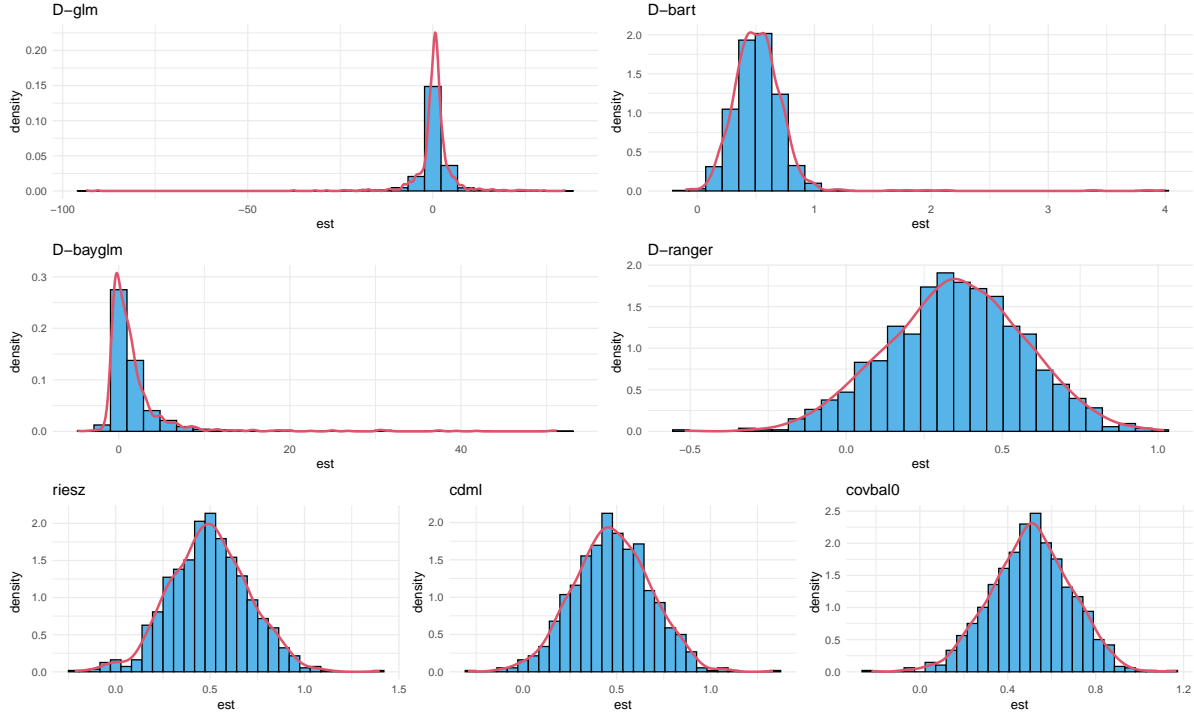 D−glm
density
0.20
0.15
0.10
0.05
0.00
−100
−50
0
est
D−bart
density
2.0
1.5
1.0
0.5
0.0
0
1
2
3
4
est
D−bayglm
density
0.3
0.2
0.1
0.0
0
20
40
est
D−ranger
density
2.0
1.5
1.0
0.5
0.0
−0.5
0.0
0.5
1.0
est
riesz
density
2.0
1.5
1.0
0.5
0.0
0.0
0.5
1.0
1.5
est
cdml
density
2.0
1.5
1.0
0.5
0.0
0.0
0.5
1.0
est
covbal0
density
2.5
2.0
1.5
1.0
0.5
0.0
0.0
0.4
0.8
1.2
est